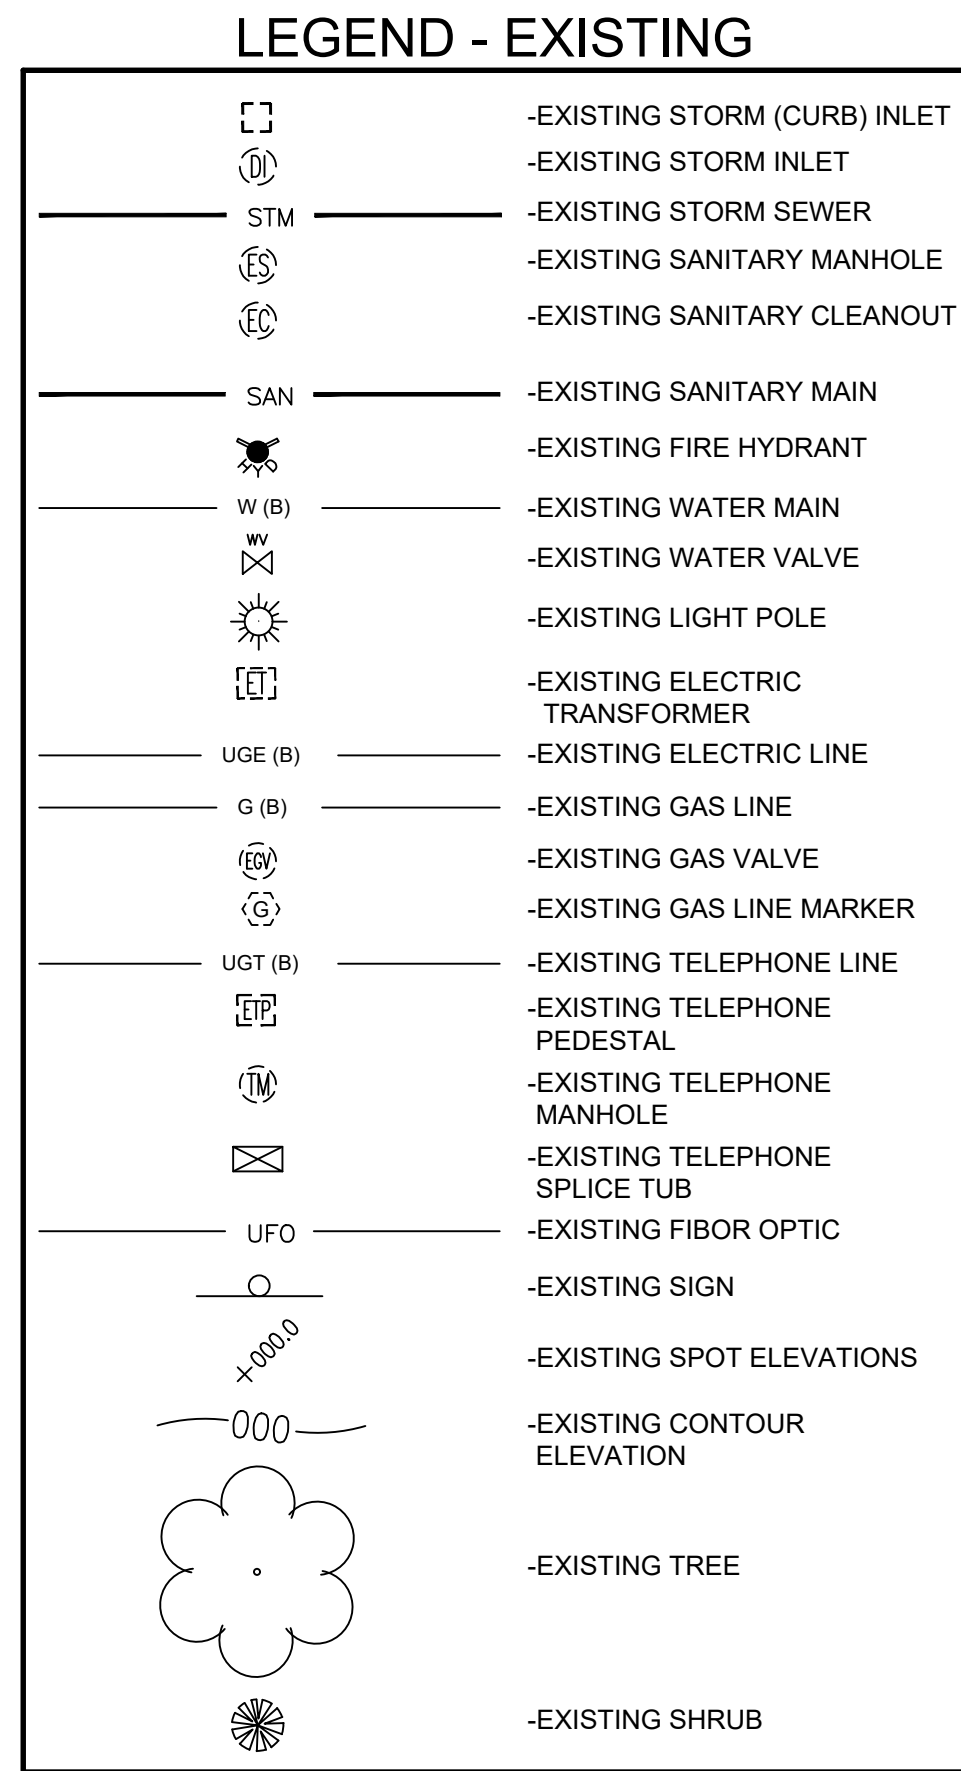 LEGEND - EXISTING
-EXISTING STORM (CURB) INLET
DI -EXISTING STORM INLET
STM -EXISTING STORM SEWER
ES -EXISTING SANITARY MANHOLE
EC -EXISTING SANITARY CLEANOUT
SAN -EXISTING SANITARY MAIN
HYD -EXISTING FIRE HYDRANT
W (B) -EXISTING WATER MAIN
WV -EXISTING WATER VALVE
-EXISTING LIGHT POLE
ET -EXISTING ELECTRIC
TRANSFORMER
UGE (B) -EXISTING ELECTRIC LINE
G (B) -EXISTING GAS LINE
EGV -EXISTING GAS VALVE
G -EXISTING GAS LINE MARKER
UGT (B) -EXISTING TELEPHONE LINE
ETP -EXISTING TELEPHONE
PEDESTAL
TM -EXISTING TELEPHONE
MANHOLE
-EXISTING TELEPHONE
SPLICE TUB
UFO -EXISTING FIBOR OPTIC
-EXISTING SIGN
+000.0 -EXISTING SPOT ELEVATIONS
000 -EXISTING CONTOUR
ELEVATION
-EXISTING TREE
-EXISTING SHRUB